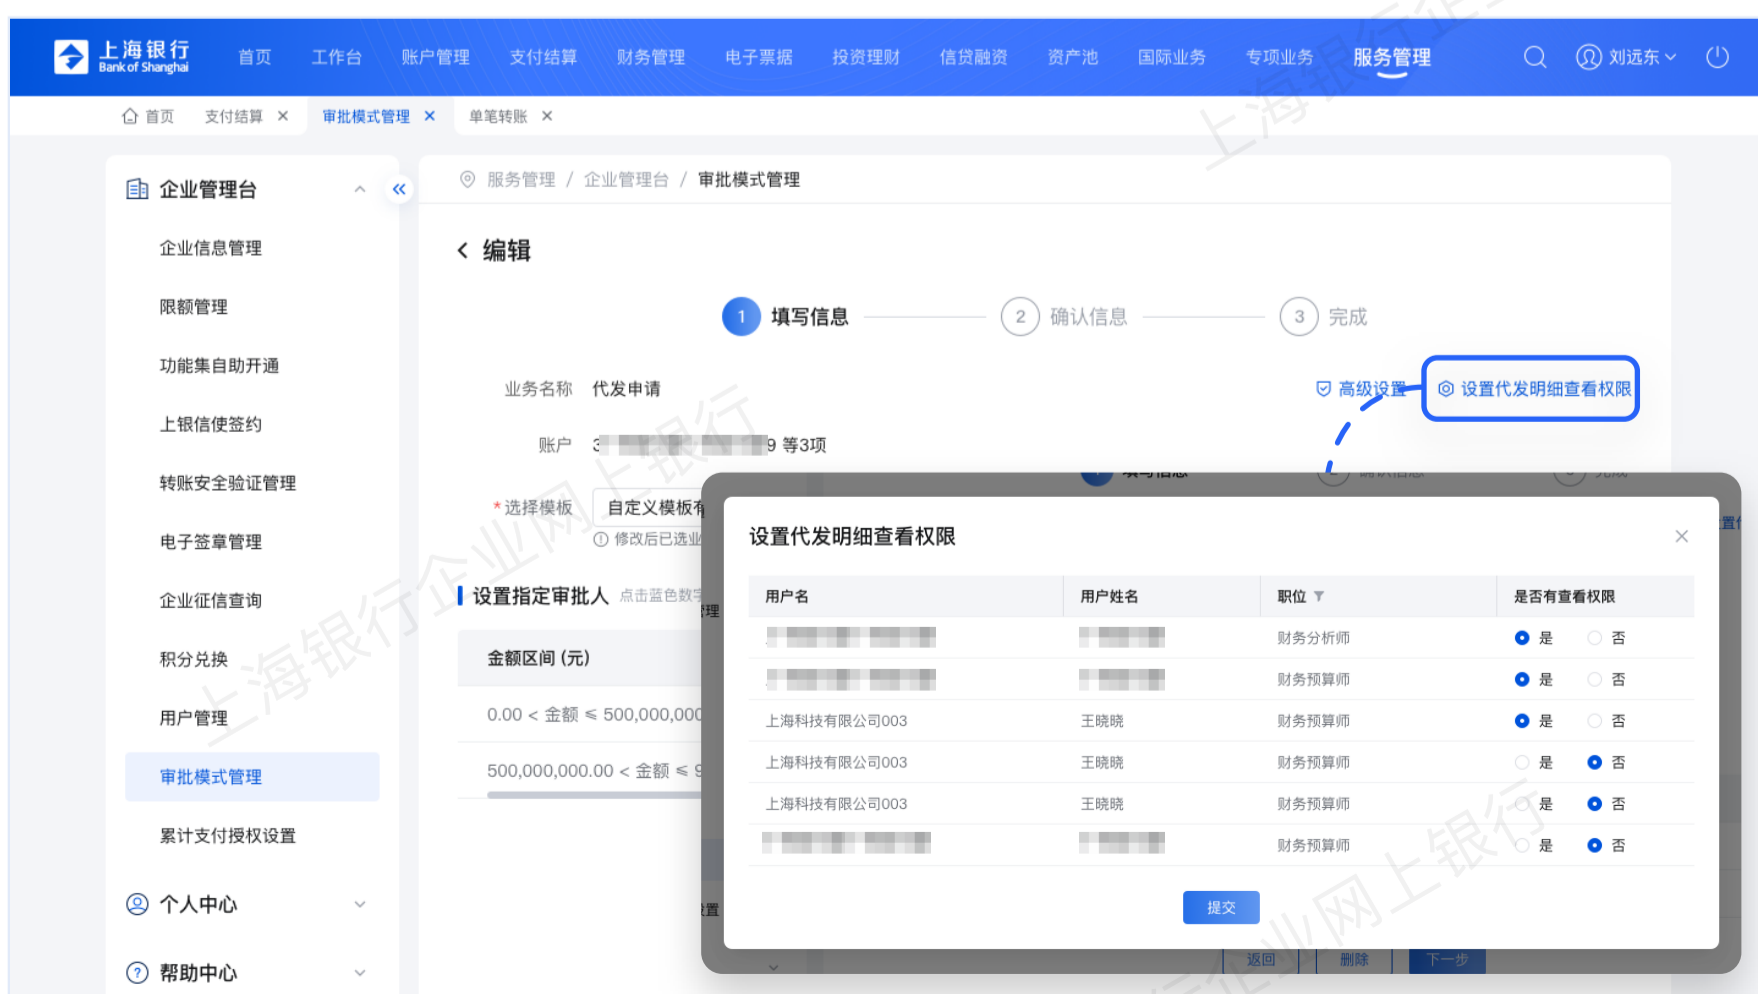 上海银行
Bank of Shanghai
首页 工作台 账户管理 支付结算 财务管理 电子票据 投资理财 信贷融资 资产池 国际业务 专项业务 服务管理 刘远东
首页 支付结算 审批模式管理 单笔转账
企业管理台
企业信息管理
限额管理
功能集自助开通
上银信使签约
转账安全验证管理
电子签章管理
企业征信查询
积分兑换
用户管理
审批模式管理
累计支付授权设置
个人中心
帮助中心
服务管理 / 企业管理台 / 审批模式管理
编辑
1 填写信息 2 确认信息 3 完成
业务名称 代发申请
高级设置 设置代发明细查看权限
账户 3 9 等3项
*选择模板 自定义模板有
修改后已选业
设置指定审批人 点击蓝色数字
金额区间 (元)
0.00 < 金额 ≤ 500,000,000
500,000,000.00 < 金额 ≤ 9
设置代发明细查看权限
用户名 用户姓名 职位 是否有查看权限
财务分析师 是 否
财务预算师 是 否
上海科技有限公司003 王晓晓 财务预算师 是 否
上海科技有限公司003 王晓晓 财务预算师 是 否
上海科技有限公司003 王晓晓 财务预算师 是 否
财务预算师 是 否
提交
返回 删除 下一步
上海银行企业网上银行